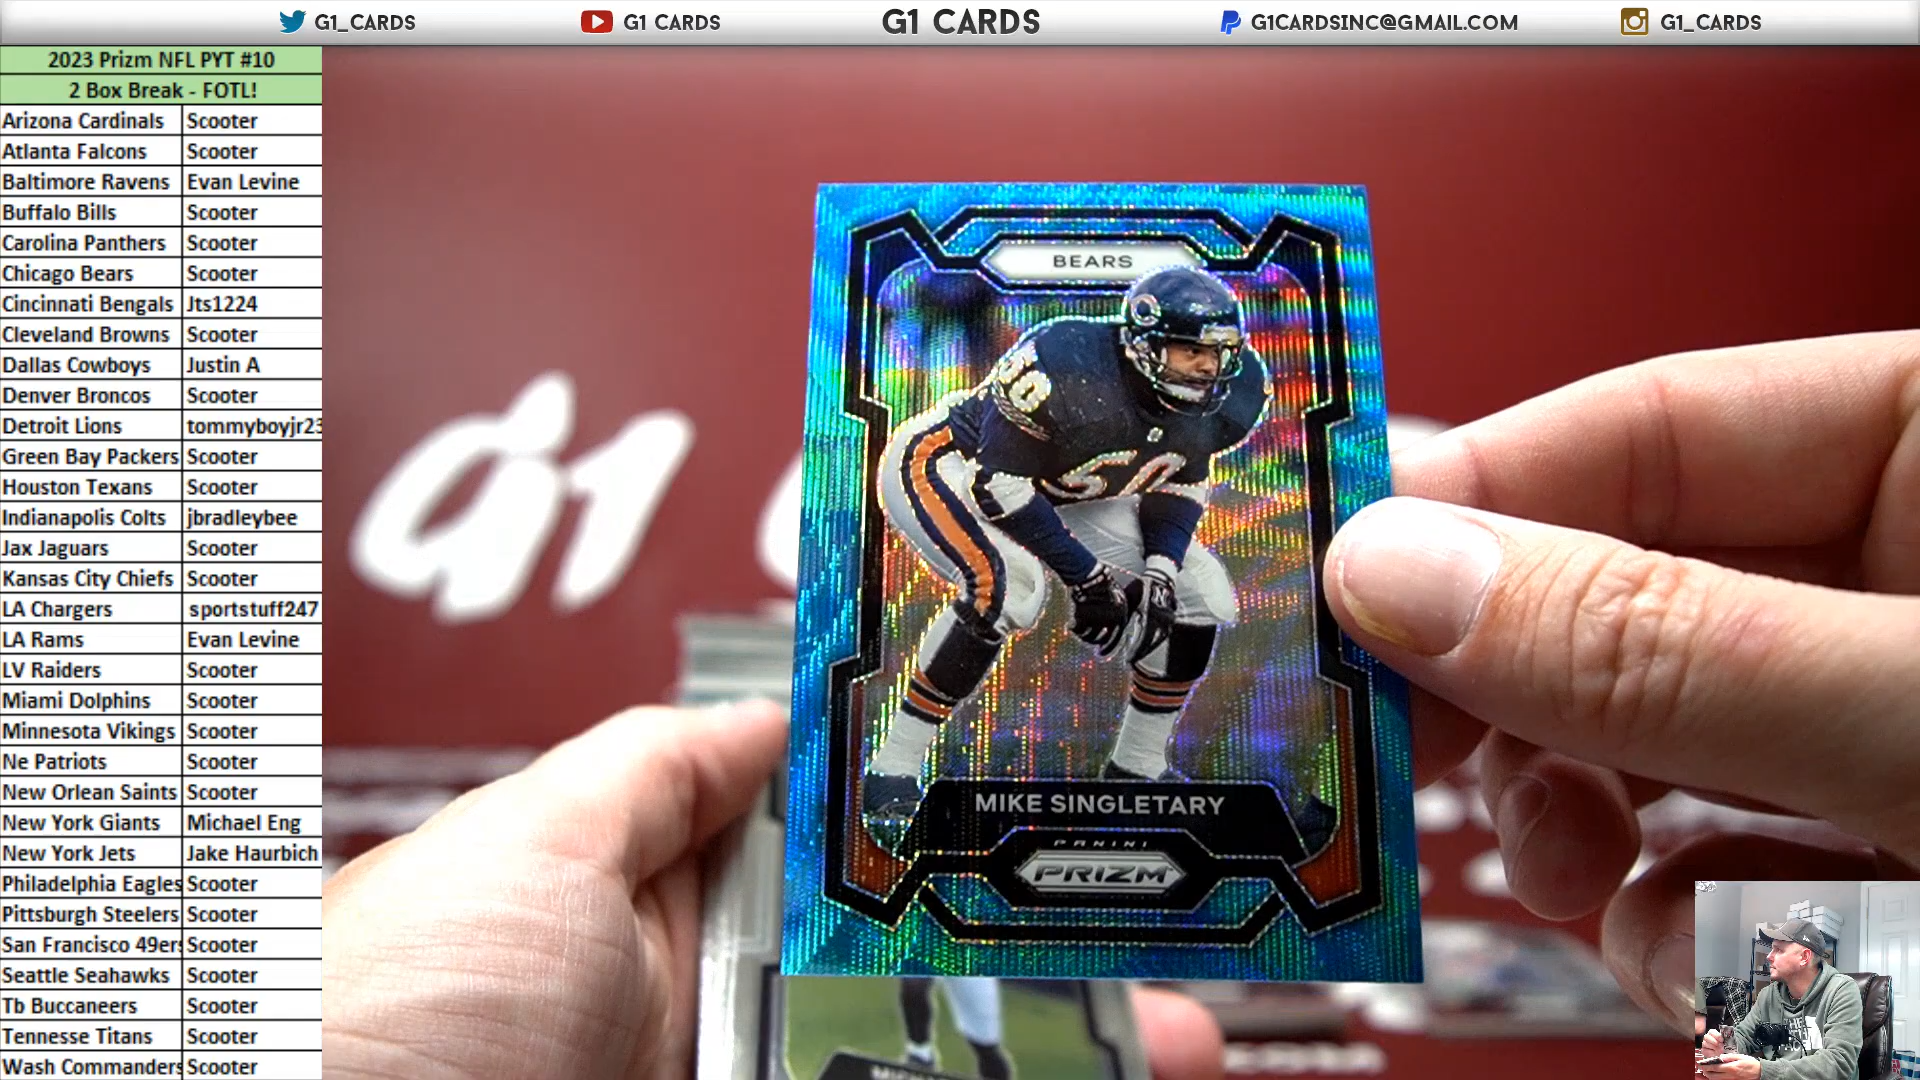 G1_CARDS
G1 CARDS
G1 CARDS
G1CARDSINC@GMAIL.COM
G1_CARDS
2023 Prizm NFL PYT #10
2 Box Break - FOTL!
Arizona Cardinals Scooter
Atlanta Falcons Scooter
Baltimore Ravens Evan Levine
Buffalo Bills Scooter
Carolina Panthers Scooter
Chicago Bears Scooter
Cincinnati Bengals Jts1224
Cleveland Browns Scooter
Dallas Cowboys Justin A
Denver Broncos Scooter
Detroit Lions tommyboyjr23
Green Bay Packers Scooter
Houston Texans Scooter
Indianapolis Colts jbradleybee
Jax Jaguars Scooter
Kansas City Chiefs Scooter
LA Chargers sportstuff247
LA Rams Evan Levine
LV Raiders Scooter
Miami Dolphins Scooter
Minnesota Vikings Scooter
Ne Patriots Scooter
New Orlean Saints Scooter
New York Giants Michael Eng
New York Jets Jake Haurbich
Philadelphia Eagles Scooter
Pittsburgh Steelers Scooter
San Francisco 49ers Scooter
Seattle Seahawks Scooter
Tb Buccaneers Scooter
Tennesse Titans Scooter
Wash Commanders Scooter
G1
BEARS
50
50
MIKE SINGLETARY
PANINI
PRIZM